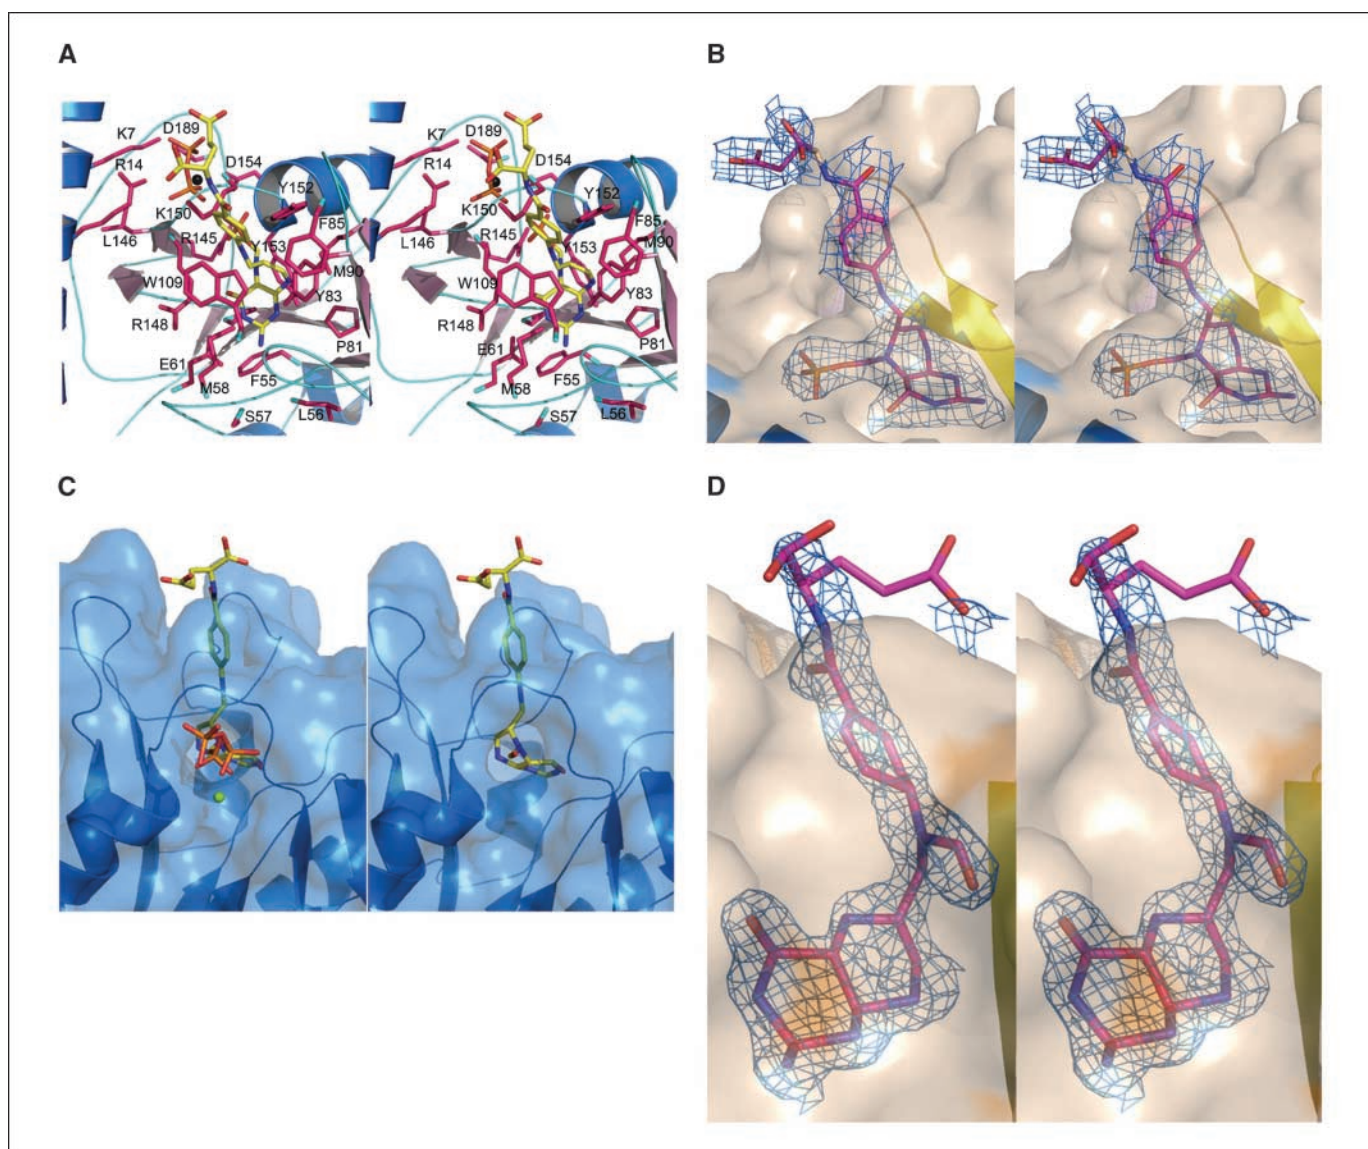 A
B
K7 D189
R14 D154
Y152
K150 F85
L146 R145 Y153 M90
W109
Y83
R148
E61 P81
M58 F55
S57 L56
K7 D189
R14 D154
Y152
K150 F85
L146 R145 Y153 M90
W109
Y83
R148
E61 P81
M58 F55
S57 L56
C
D